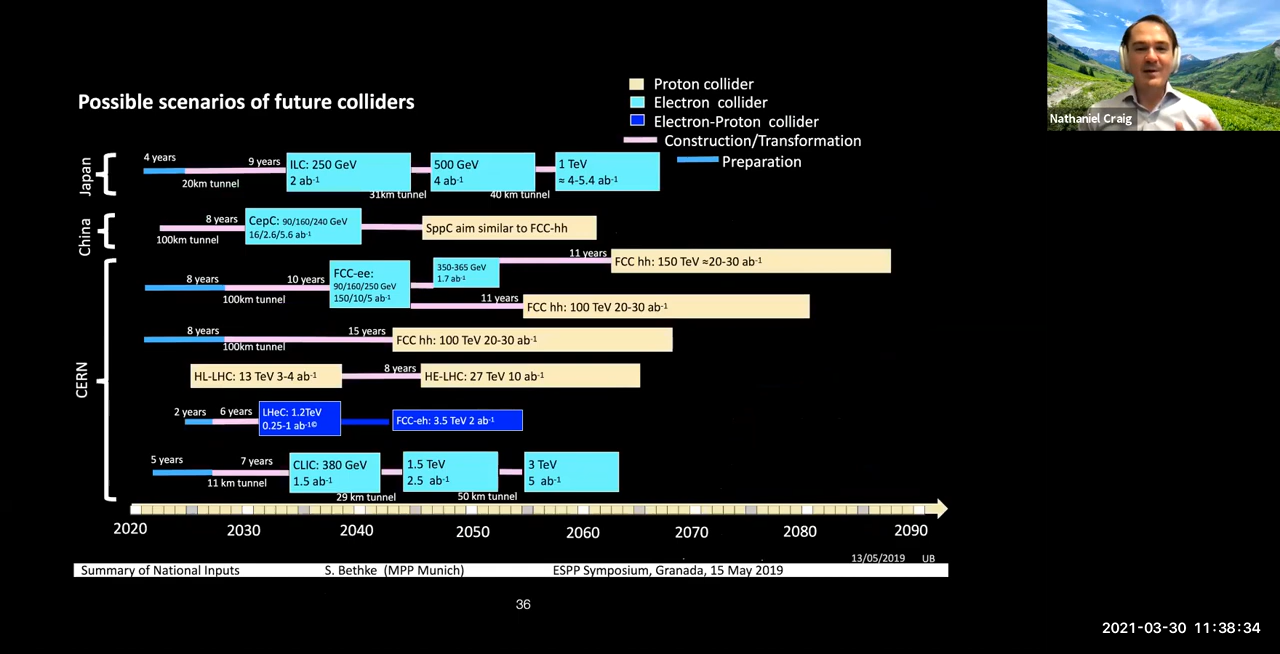 Nathaniel Craig
Possible scenarios of future colliders
Proton collider
Electron collider
Electron-Proton collider
Construction/Transformation
Preparation
Japan
4 years
9 years
20km tunnel
ILC: 250 GeV
2 ab-1
31km tunnel
500 GeV
4 ab-1
40 km tunnel
1 TeV
≈ 4-5.4 ab-1
China
8 years
100km tunnel
CepC: 90/160/240 GeV
16/2.6/5.6 ab-1
SppC aim similar to FCC-hh
CERN
8 years
10 years
100km tunnel
FCC-ee:
90/160/250 GeV
150/10/5 ab-1
350-365 GeV
1.7 ab-1
11 years
FCC hh: 150 TeV ≈20-30 ab-1
11 years
FCC hh: 100 TeV 20-30 ab-1
8 years
15 years
100km tunnel
FCC hh: 100 TeV 20-30 ab-1
HL-LHC: 13 TeV 3-4 ab-1
8 years
HE-LHC: 27 TeV 10 ab-1
2 years
6 years
LHeC: 1.2TeV
0.25-1 ab-1©
FCC-eh: 3.5 TeV 2 ab-1
5 years
7 years
11 km tunnel
CLIC: 380 GeV
1.5 ab-1
29 km tunnel
1.5 TeV
2.5 ab-1
50 km tunnel
3 TeV
5 ab-1
2020 2030 2040 2050 2060 2070 2080 2090
13/05/2019 UB
Summary of National Inputs S. Bethke (MPP Munich) ESPP Symposium, Granada, 15 May 2019
36
2021-03-30 11:38:34